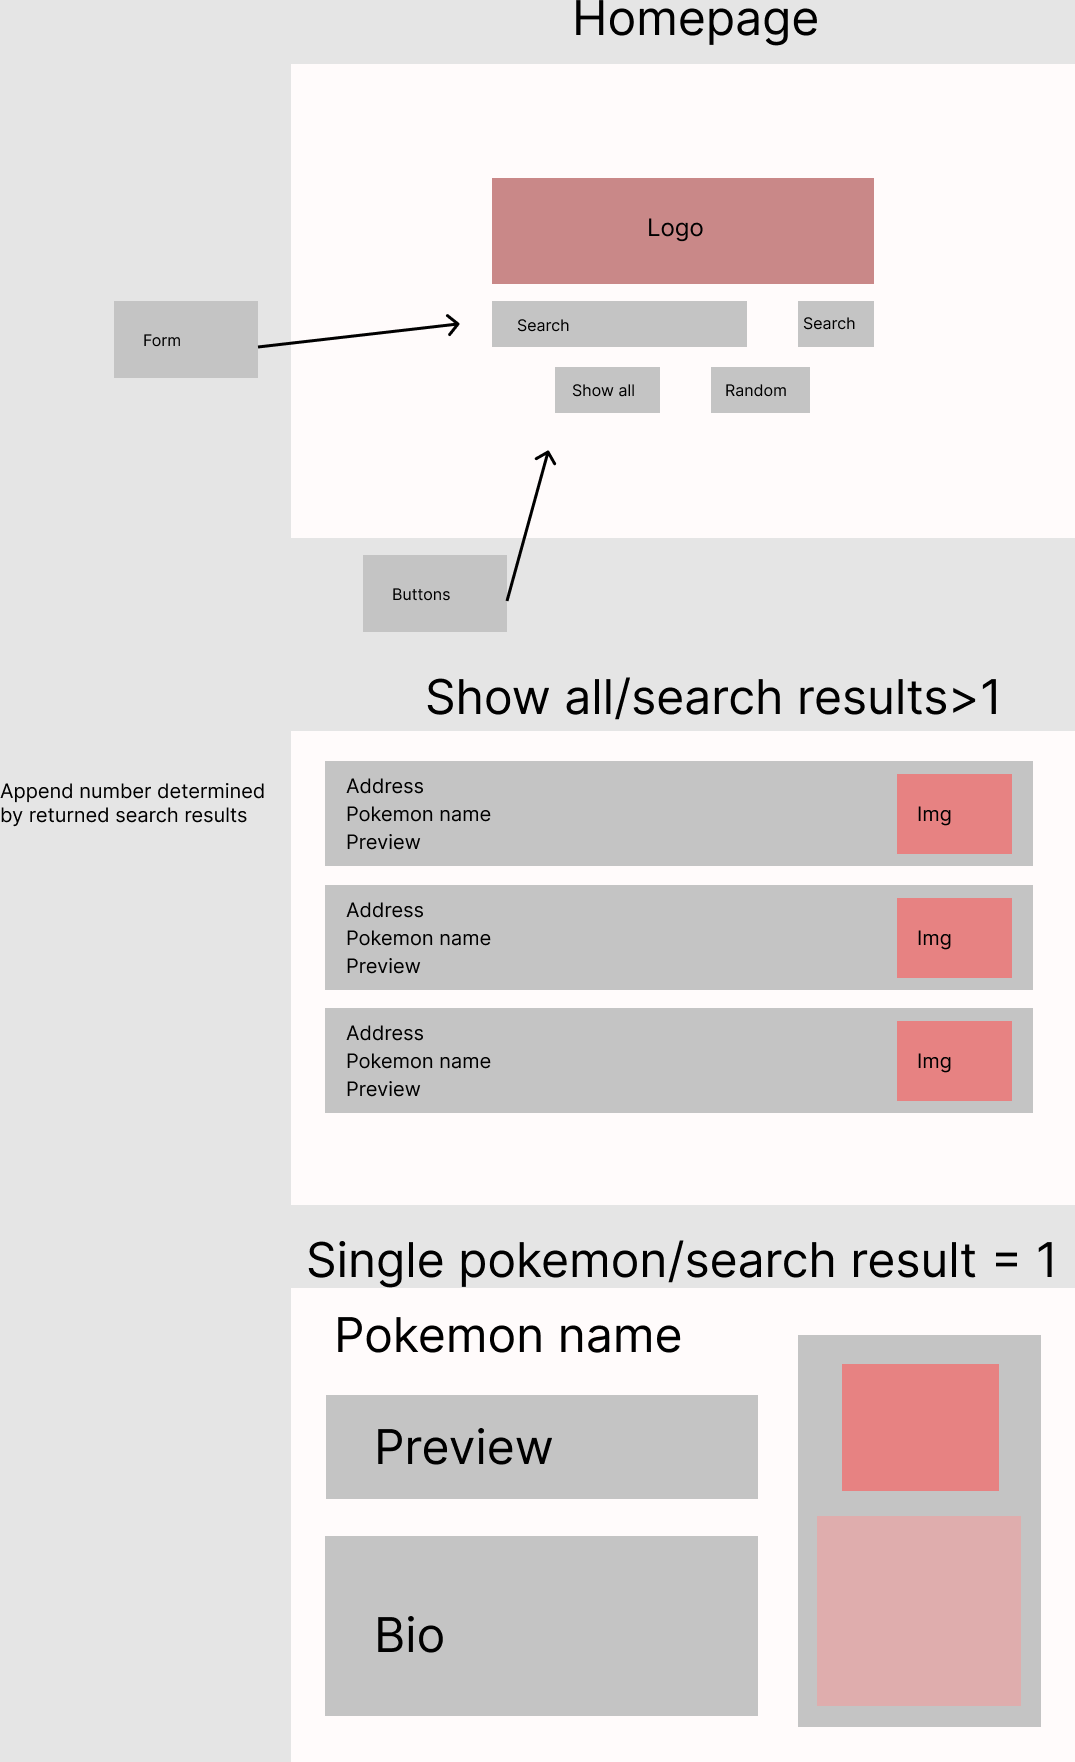 Homepage
Logo
Search
Search
Form
Show all
Random
Buttons
Show all/search results>1
Append number determined
by returned search results
Address
Pokemon name
Preview
Img
Address
Pokemon name
Preview
Img
Address
Pokemon name
Preview
Img
Single pokemon/search result = 1
Pokemon name
Preview
Bio